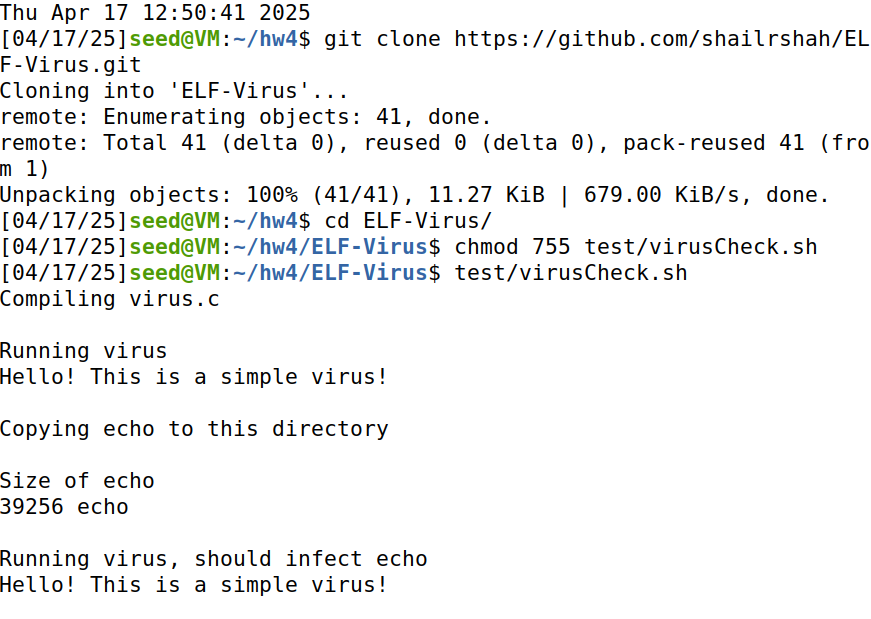 Thu Apr 17 12:50:41 2025
[04/17/25]seed@VM:~/hw4$ git clone https://github.com/shailrshah/EL
F-Virus.git
Cloning into 'ELF-Virus'...
remote: Enumerating objects: 41, done.
remote: Total 41 (delta 0), reused 0 (delta 0), pack-reused 41 (fro
m 1)
Unpacking objects: 100% (41/41), 11.27 KiB | 679.00 KiB/s, done.
[04/17/25]seed@VM:~/hw4$ cd ELF-Virus/
[04/17/25]seed@VM:~/hw4/ELF-Virus$ chmod 755 test/virusCheck.sh
[04/17/25]seed@VM:~/hw4/ELF-Virus$ test/virusCheck.sh
Compiling virus.c
Running virus
Hello! This is a simple virus!
Copying echo to this directory
Size of echo
39256 echo
Running virus, should infect echo
Hello! This is a simple virus!